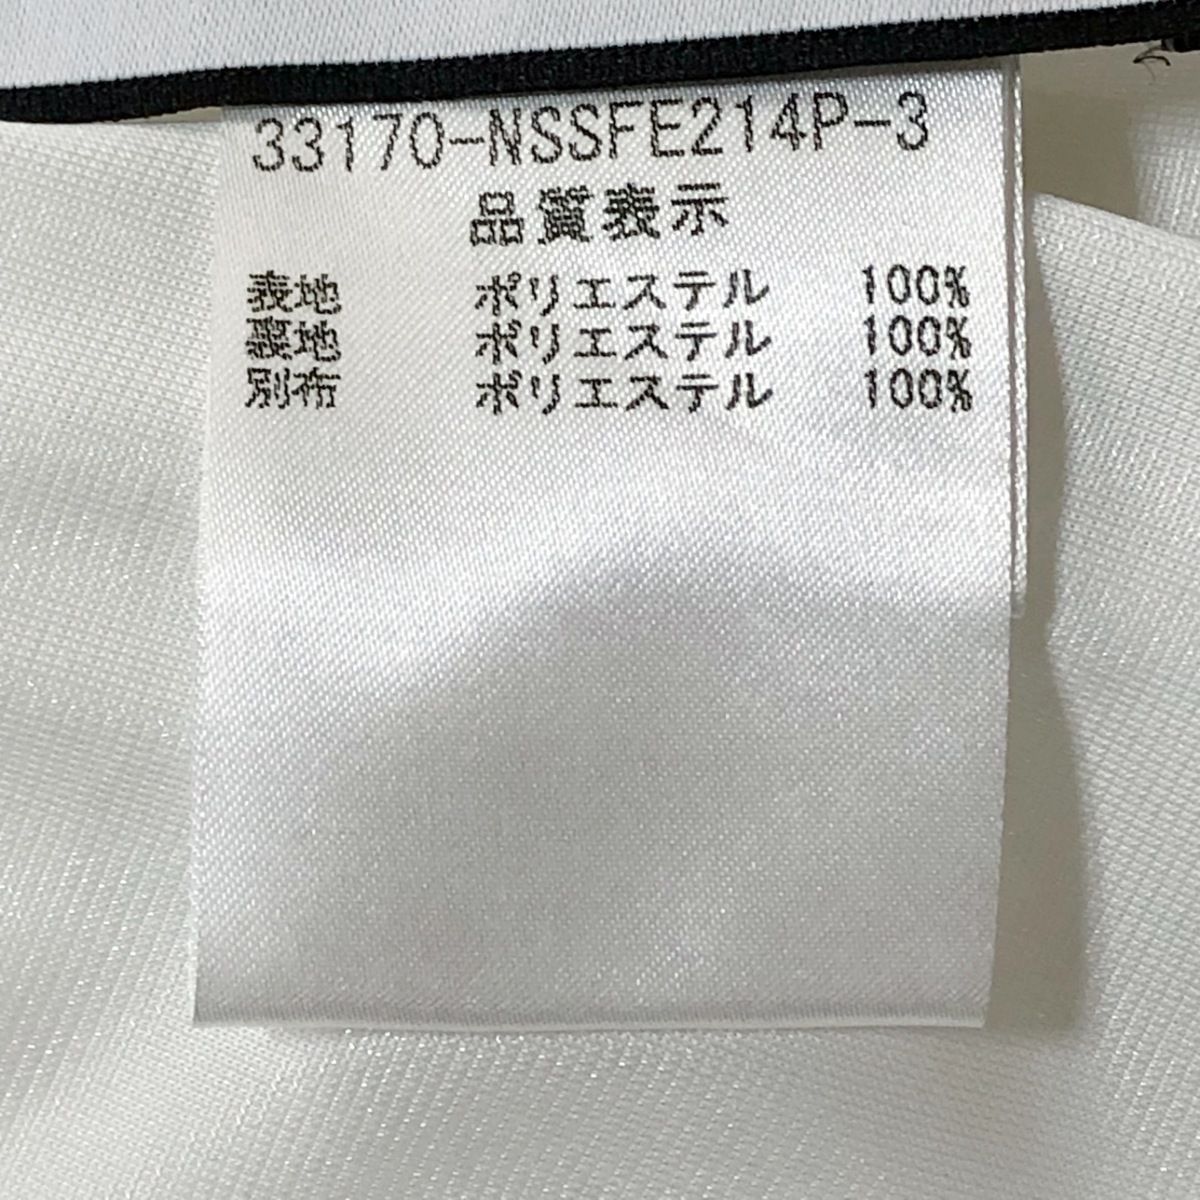 33170-NSSFE214P-3
品質表示
表地 ポリエステル 100%
裏地 ポリエステル 100%
別布 ポリエステル 100%